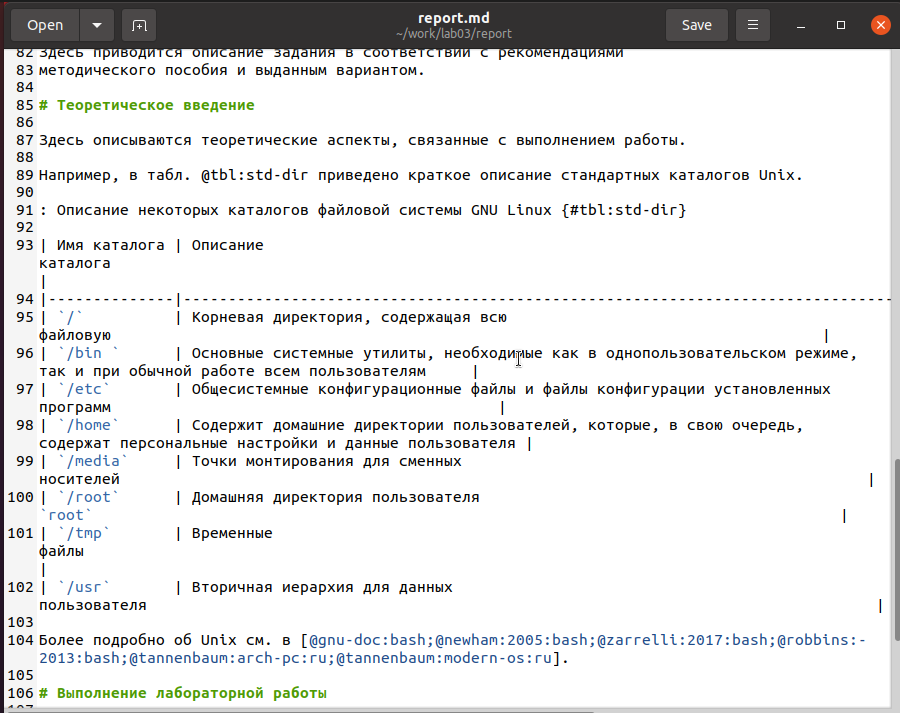 Open
report.md
~/work/lab03/report
Save
82 Здесь приводится описание задания в соответствии с рекомендациями
83 методического пособия и выданным вариантом.
84
85 # Теоретическое введение
86
87 Здесь описываются теоретические аспекты, связанные с выполнением работы.
88
89 Например, в табл. @tbl:std-dir приведено краткое описание стандартных каталогов Unix.
90
91 : Описание некоторых каталогов файловой системы GNU Linux {#tbl:std-dir}
92
93 | Имя каталога | Описание
каталога
|
94 |--------------|-------------------------------------------------------------------------------
95 | `/`          | Корневая директория, содержащая всю
файловую |
96 | `/bin `      | Основные системные утилиты, необходимые как в однопользовательском режиме,
так и при обычной работе всем пользователям |
97 | `/etc`       | Общесистемные конфигурационные файлы и файлы конфигурации установленных
программ |
98 | `/home`      | Содержит домашние директории пользователей, которые, в свою очередь,
содержат персональные настройки и данные пользователя |
99 | `/media`     | Точки монтирования для сменных
носителей |
100 | `/root`      | Домашняя директория пользователя
`root` |
101 | `/tmp`       | Временные
файлы
|
102 | `/usr`       | Вторичная иерархия для данных
пользователя |
103
104 Более подробно об Unix см. в [@gnu-doc:bash;@newham:2005:bash;@zarrelli:2017:bash;@robbins:-
2013:bash;@tannenbaum:arch-pc:ru;@tannenbaum:modern-os:ru].
105
106 # Выполнение лабораторной работы
107